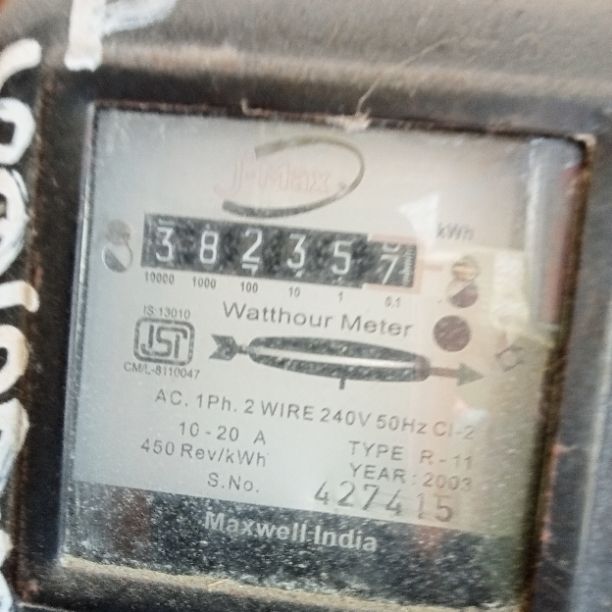 J-Max
kWh
3 8 2 3 5 7
10000 1000 100 10 1 0.1
IS:13010
Watthour Meter
ISI
CM/L-8110047
AC. 1Ph. 2 WIRE 240V 50Hz Cl-2
10-20 A TYPE R-11
450 Rev/kWh YEAR:2003
S.No. 427415
Maxwell India